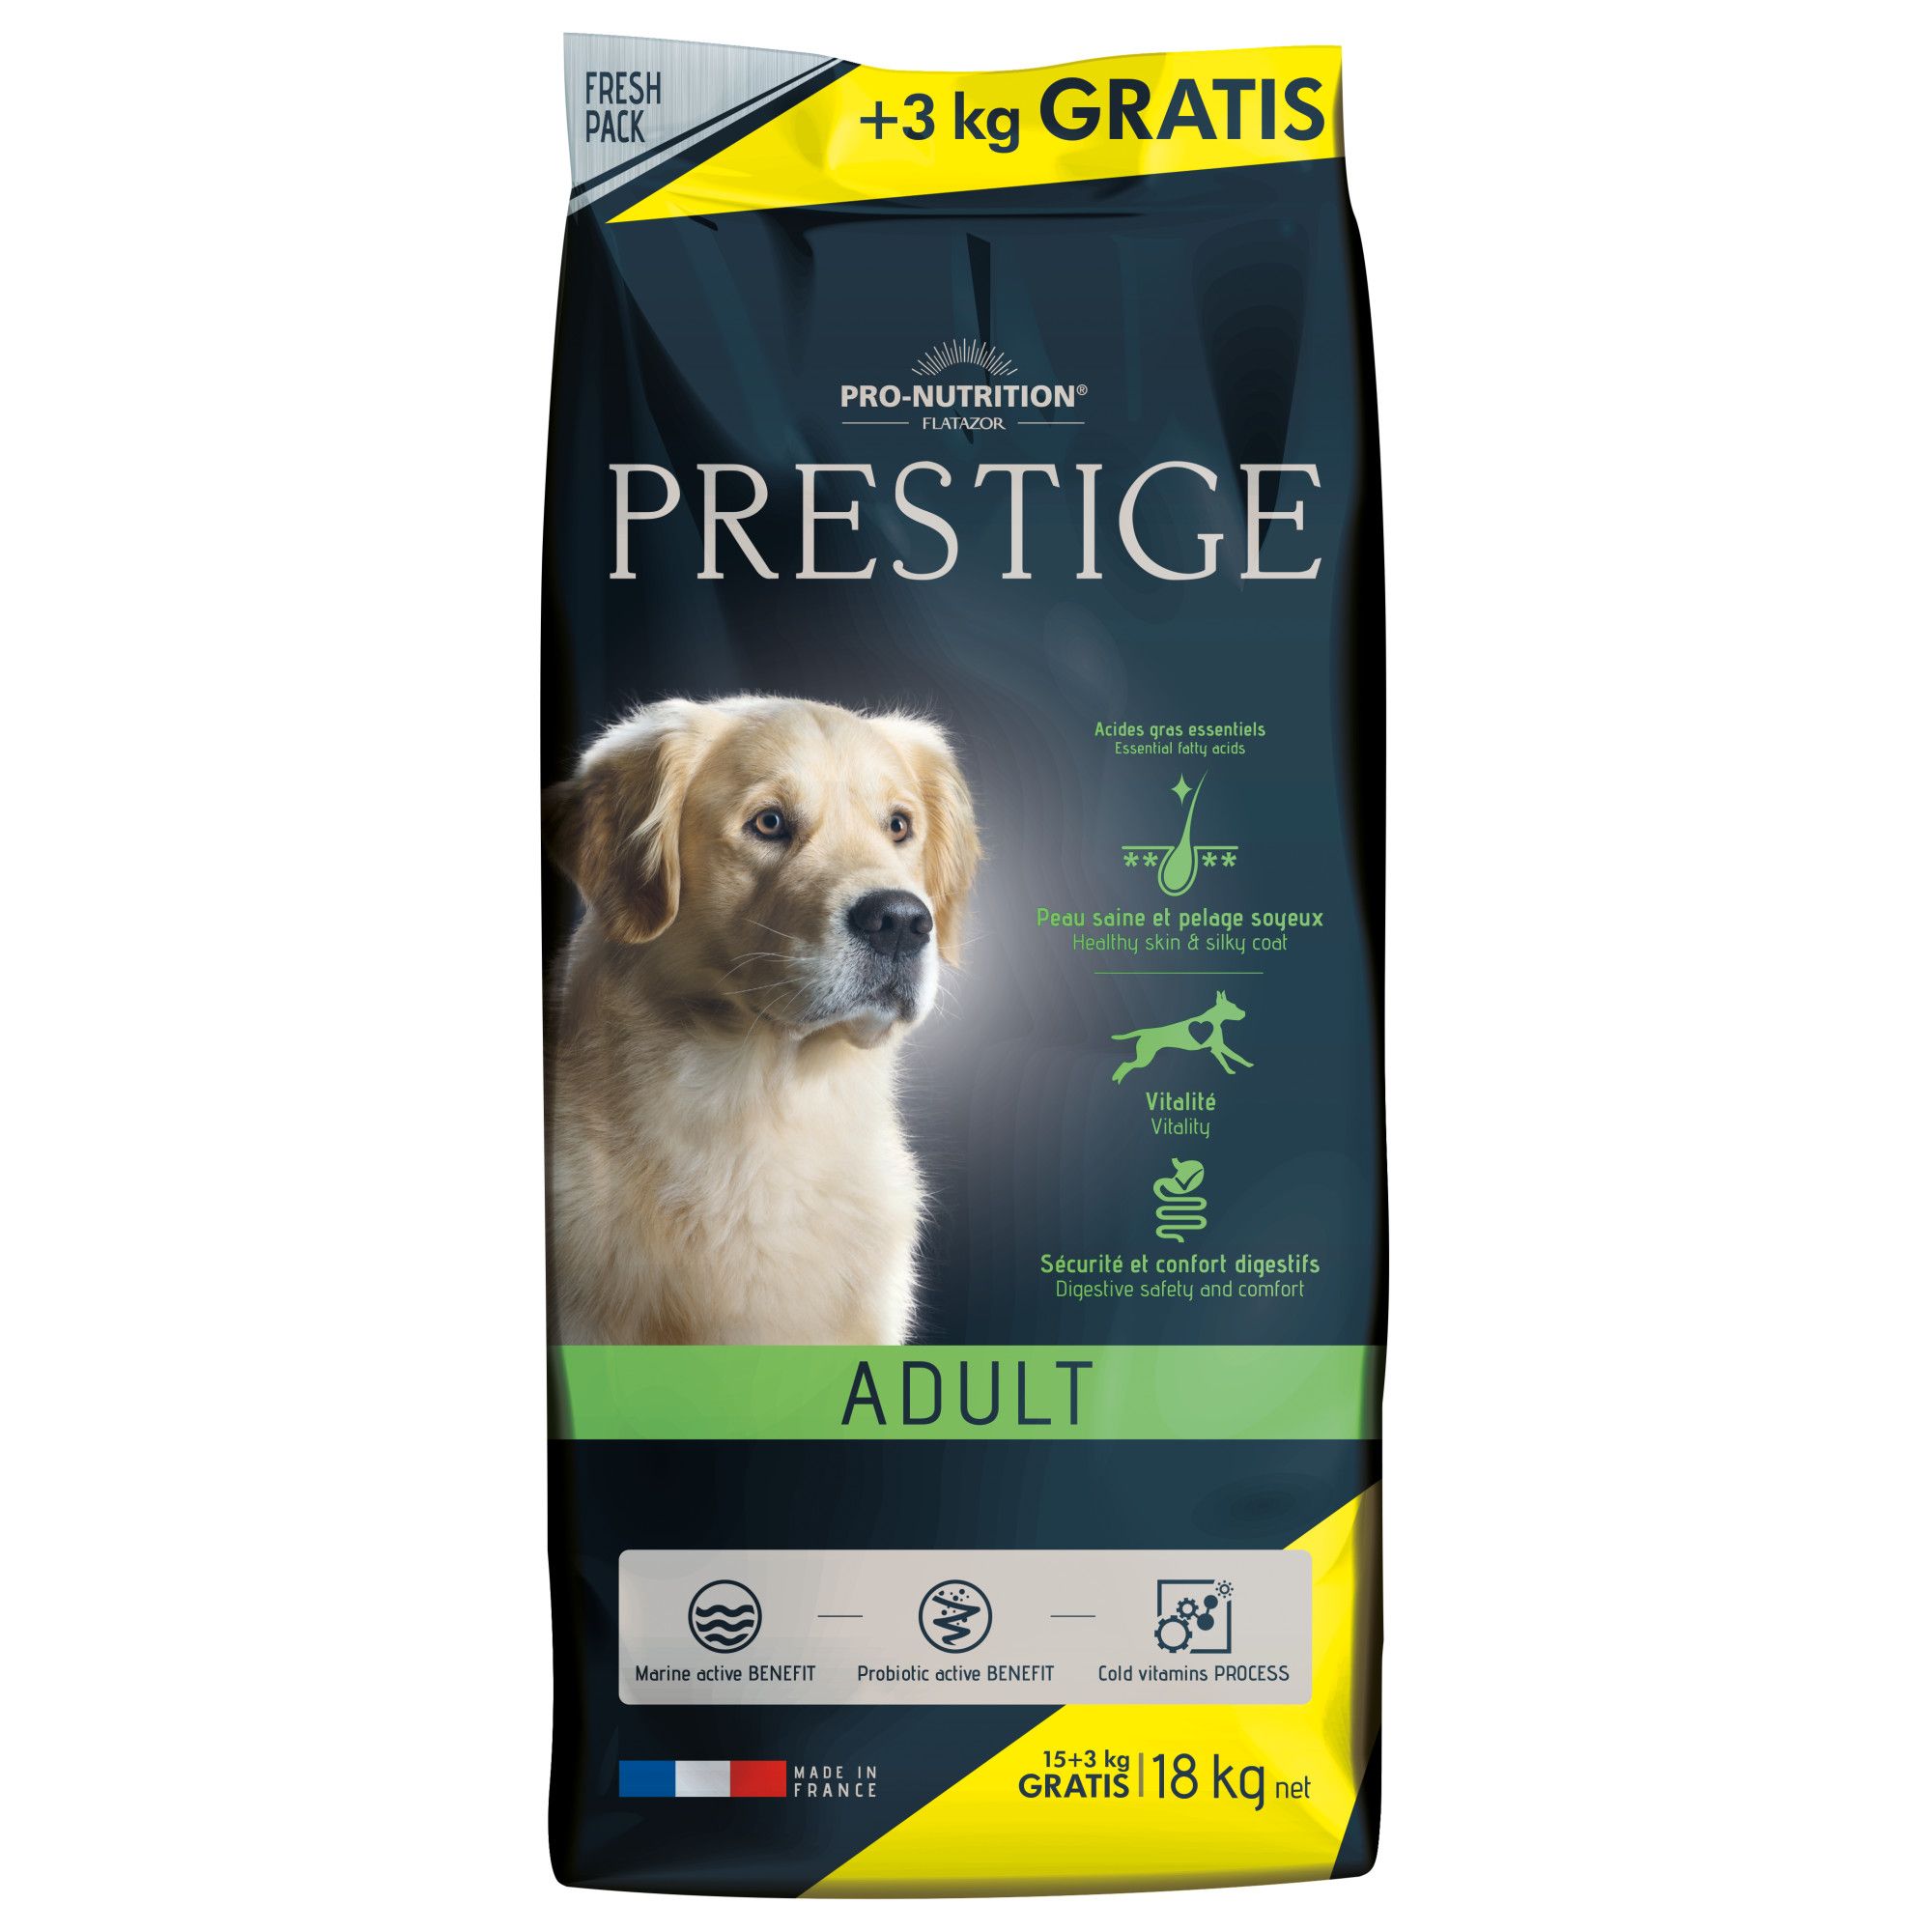 FRESH
PACK
+3 kg GRATIS
PRO-NUTRITION®
FLATAZOR
PRESTIGE
Acides gras essentiels
Essential fatty acids
Peau saine et pelage soyeux
Healthy skin & silky coat
Vitalité
Vitality
Sécurité et confort digestifs
Digestive safety and comfort
ADULT
Marine active BENEFIT
Probiotic active BENEFIT
Cold vitamins PROCESS
MADE IN
FRANCE
15+3 kg
GRATIS
18 kg net